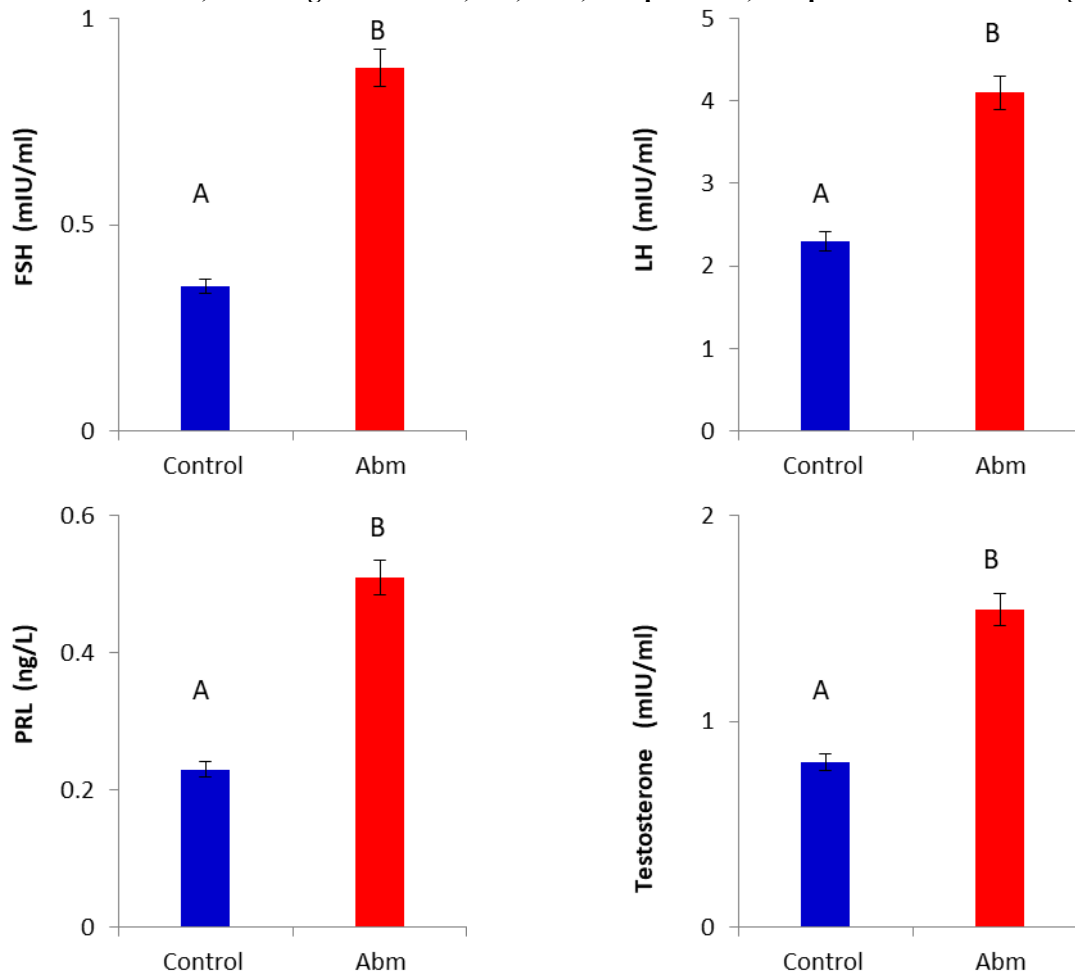 1
B
A
0.5
0
FSH (mIU/ml)
Control
Abm
5
B
4
3
A
2
1
0
LH (mIU/ml)
Control
Abm
0.6
B
0.4
A
0.2
0
PRL (ng/L)
Control
Abm
2
B
A
1
0
Testosterone (mIU/ml)
Control
Abm